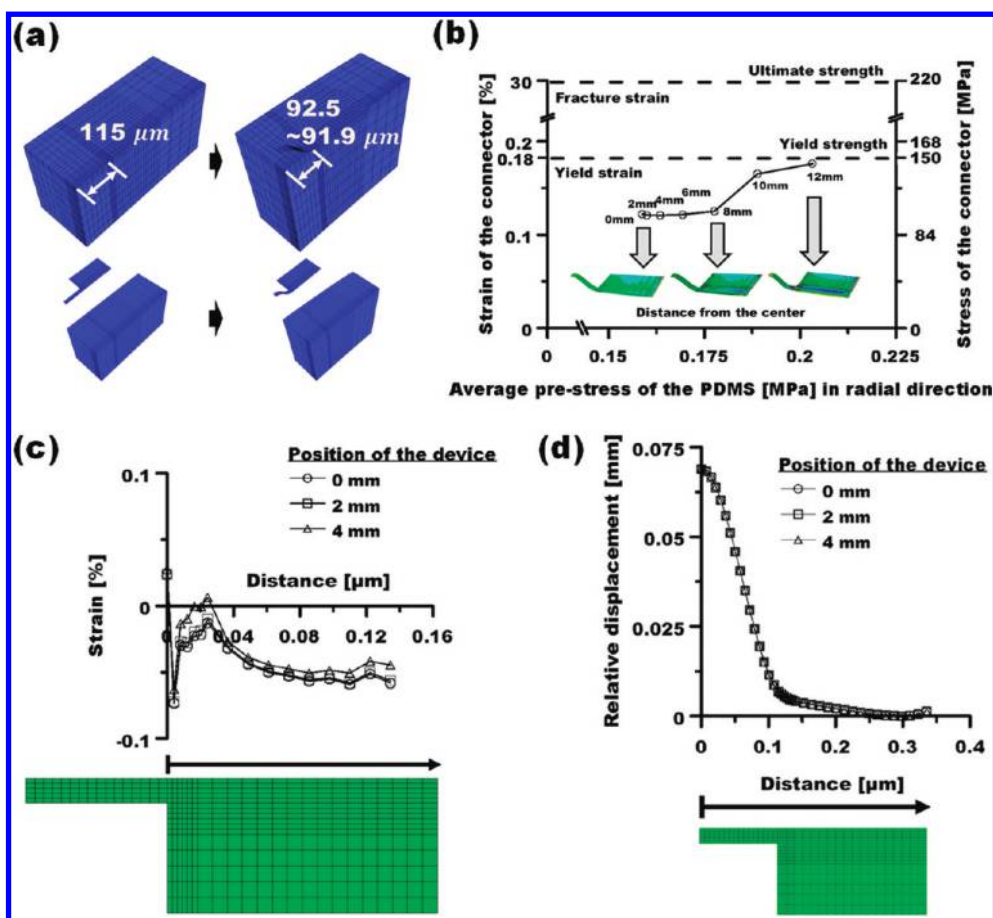 (a)
115 μm
92.5
~91.9 μm
(b)
Strain of the connector [%]
30
0.2
0.18
0.1
0
Ultimate strength
Fracture strain
Yield strength
Yield strain
0mm
2mm
4mm
6mm
8mm
10mm
12mm
Distance from the center
220
168
150
84
0
Stress of the connector [MPa]
0
0.15
0.175
0.2
0.225
Average pre-stress of the PDMS [MPa] in radial direction
(c)
Position of the device
0 mm
2 mm
4 mm
Strain [%]
0.1
0
-0.1
Distance [μm]
0
0.04
0.08
0.12
0.16
(d)
Relative displacement [mm]
0.075
0.05
0.025
0
Position of the device
0 mm
2 mm
4 mm
0
0.1
0.2
0.3
0.4
Distance [μm]